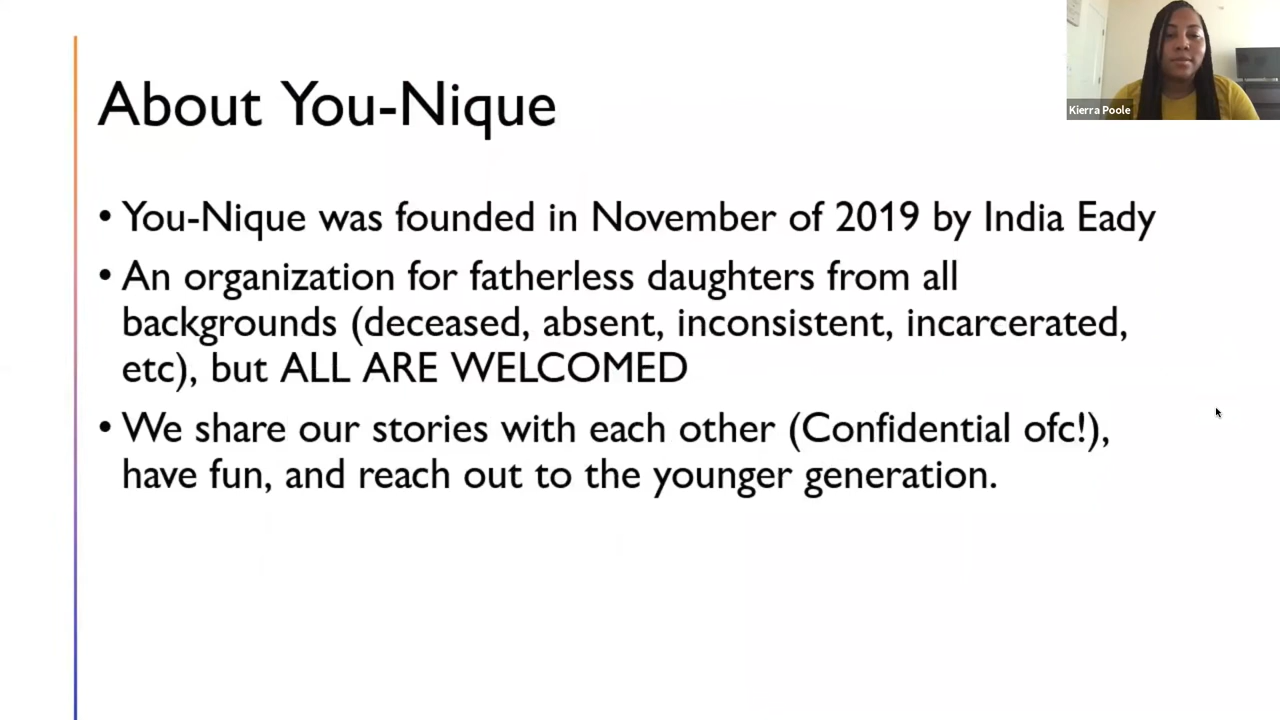 About You-Nique
Kierra Poole
• You-Nique was founded in November of 2019 by India Eady
• An organization for fatherless daughters from all
backgrounds (deceased, absent, inconsistent, incarcerated,
etc), but ALL ARE WELCOMED
• We share our stories with each other (Confidential ofc!),
have fun, and reach out to the younger generation.